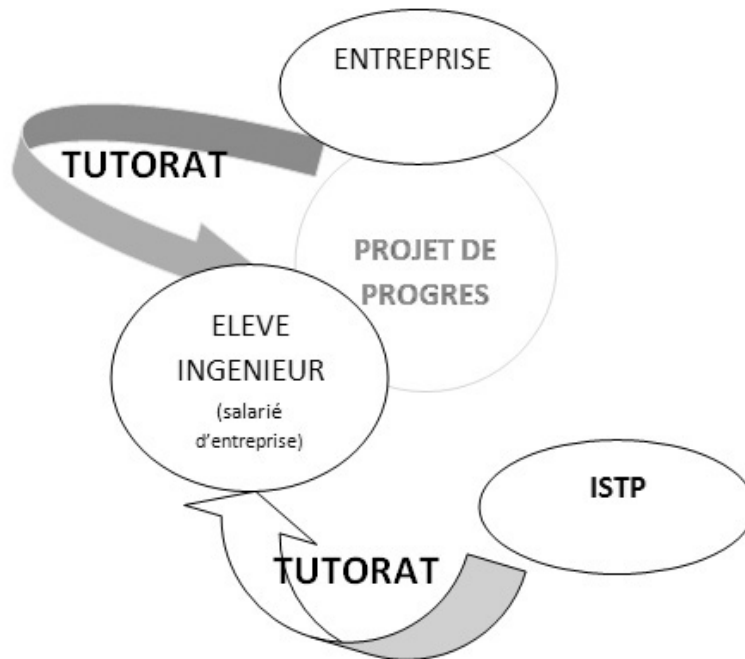 ENTREPRISE
TUTORAT
PROJET DE
PROGRES
ELEVE
INGENIEUR
(salarié
d'entreprise)
ISTP
TUTORAT